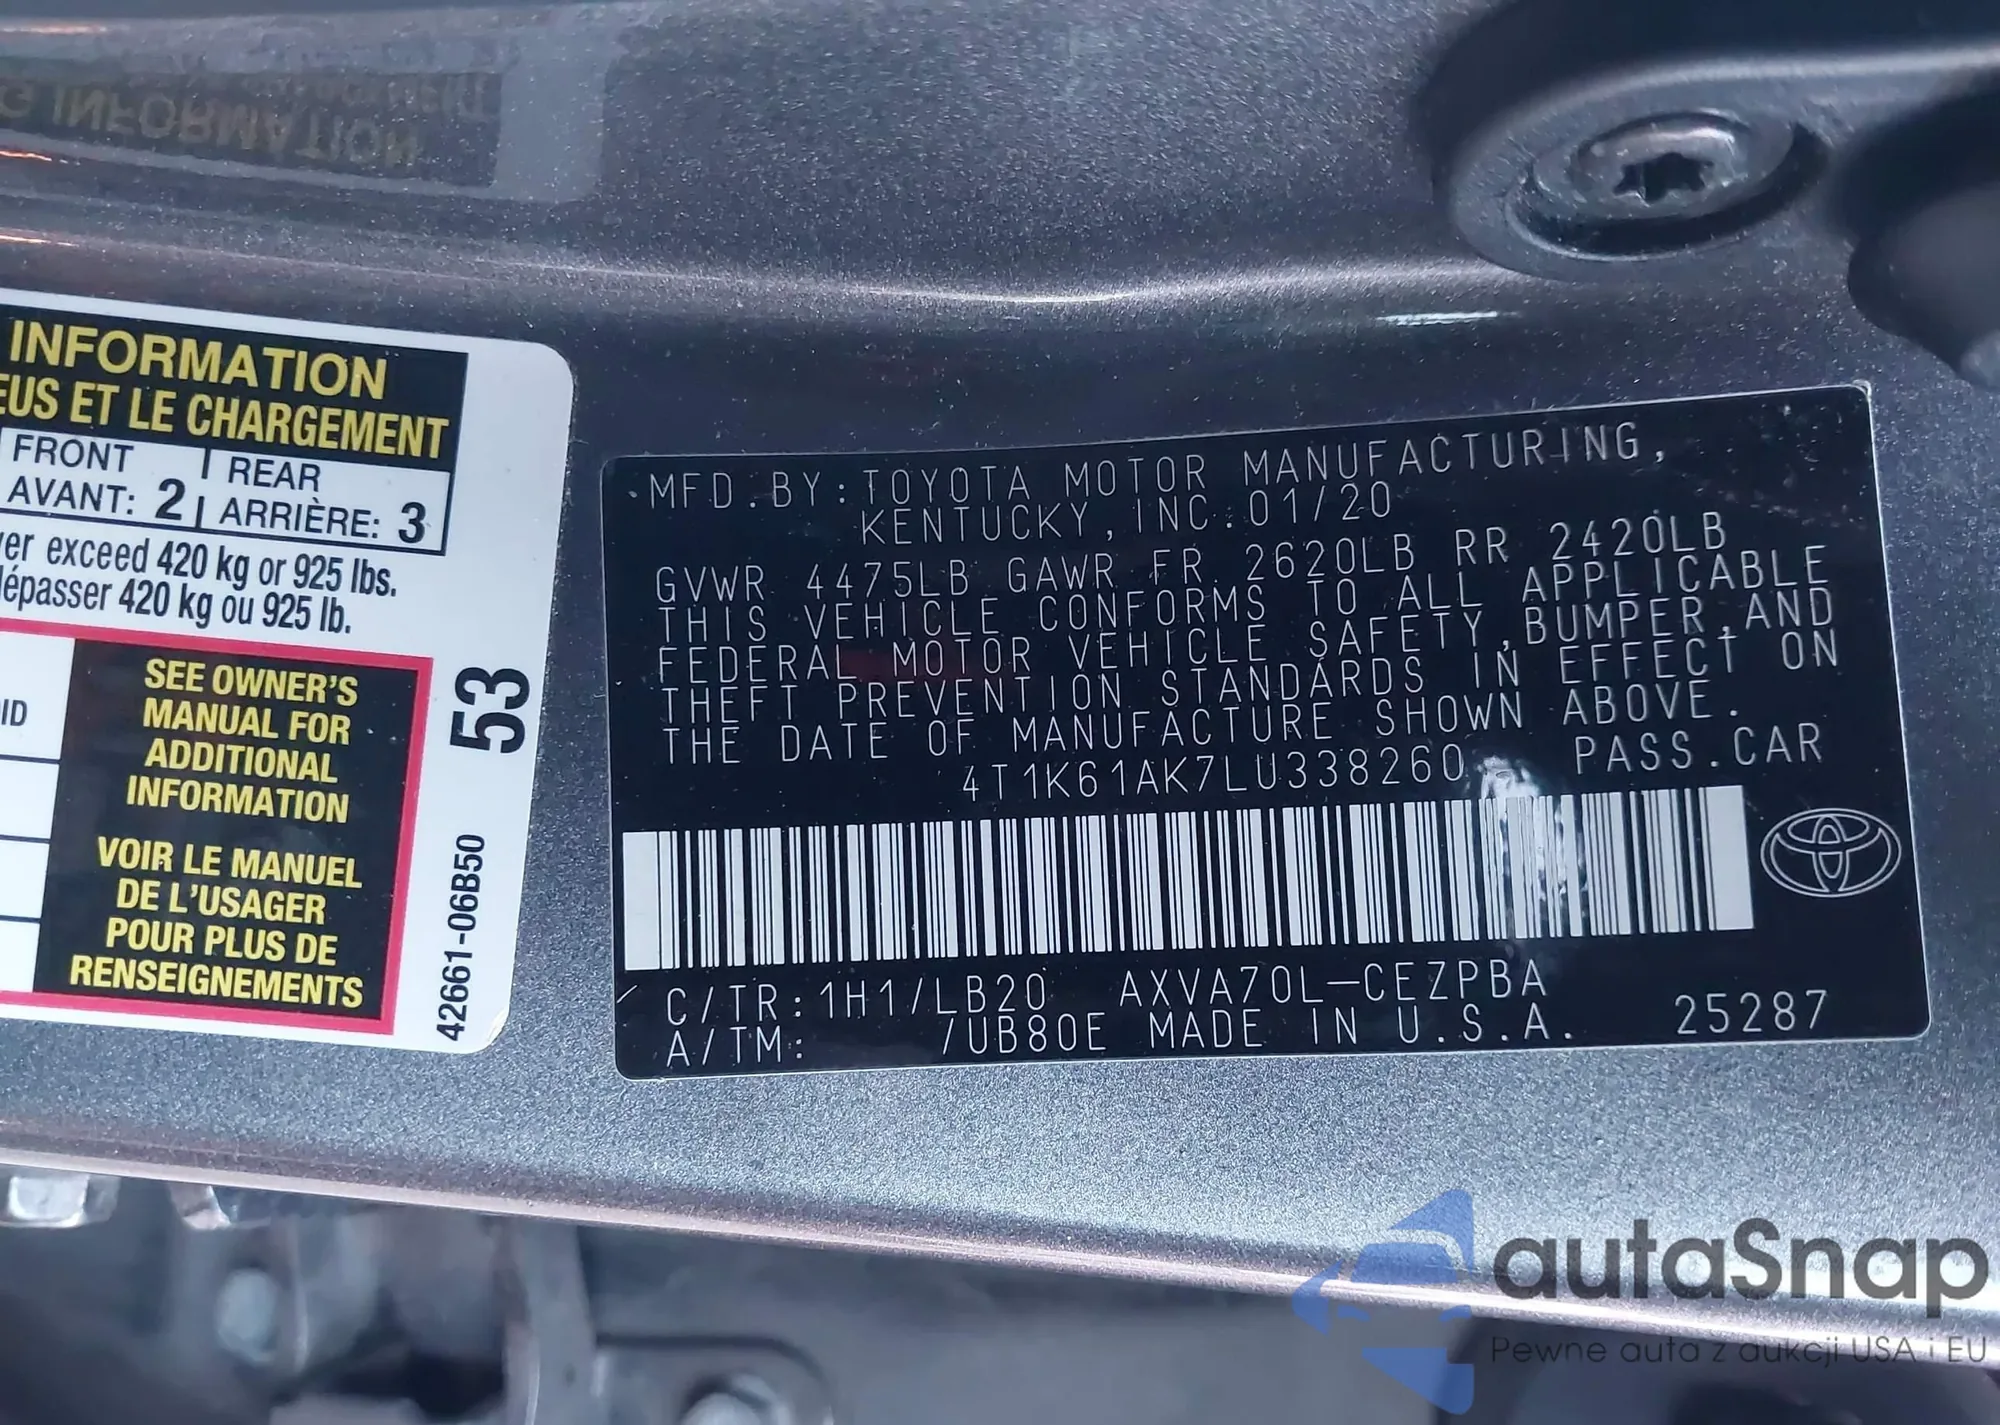 G INFORMATION
INFORMATION
EUS ET LE CHARGEMENT
FRONT
AVANT: 2
REAR
ARRIÈRE: 3
ver exceed 420 kg or 925 lbs.
dépasser 420 kg ou 925 lb.
SEE OWNER'S
MANUAL FOR
ADDITIONAL
INFORMATION
VOIR LE MANUEL
DE L'USAGER
POUR PLUS DE
RENSEIGNEMENTS
53
42661-06B50
MFD.BY:TOYOTA MOTOR MANUFACTURING,
KENTUCKY,INC.01/20
GVWR 4475LB GAWR FR 2620LB RR 2420LB
THIS VEHICLE CONFORMS TO ALL APPLICABLE
FEDERAL MOTOR VEHICLE SAFETY,BUMPER,AND
THEFT PREVENTION STANDARDS IN EFFECT ON
THE DATE OF MANUFACTURE SHOWN ABOVE.
4T1K61AK7LU338260 PASS.CAR
C/TR:1H1/LB20 AXVA70L-CEZPBA
A/TM: /UB80E MADE IN U.S.A. 25287
autaSnap
Pewne auta z aukcji USA i EU